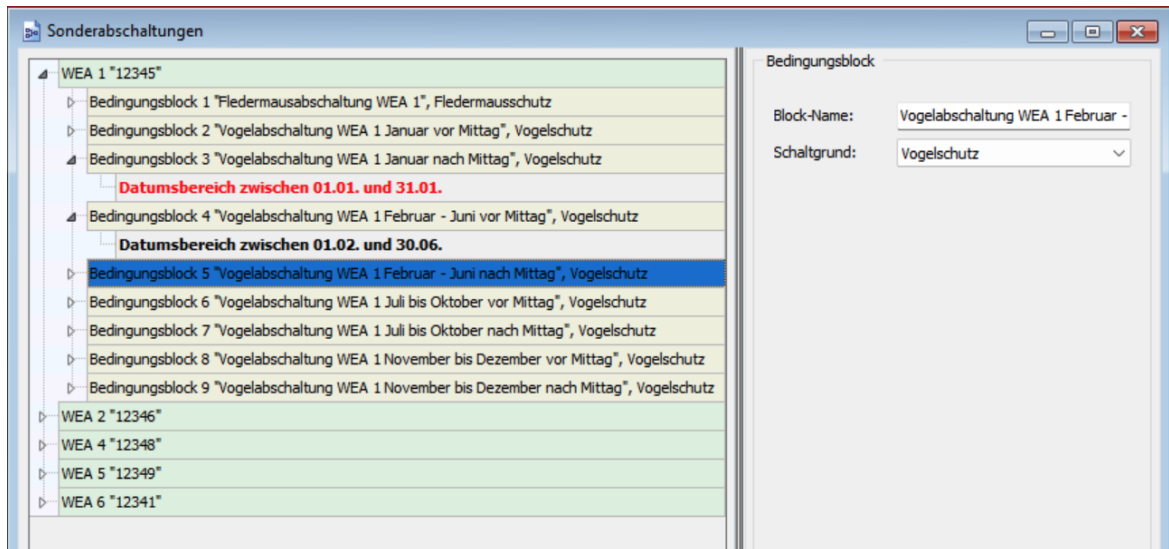 Sonderabschaltungen
WEA 1 "12345"
Bedingungsblock 1 "Fledermausabschaltung WEA 1", Fledermausschutz
Bedingungsblock 2 "Vogelabschaltung WEA 1 Januar vor Mittag", Vogelschutz
Bedingungsblock 3 "Vogelabschaltung WEA 1 Januar nach Mittag", Vogelschutz
Datumsbereich zwischen 01.01. und 31.01.
Bedingungsblock 4 "Vogelabschaltung WEA 1 Februar - Juni vor Mittag", Vogelschutz
Datumsbereich zwischen 01.02. und 30.06.
Bedingungsblock 5 "Vogelabschaltung WEA 1 Februar - Juni nach Mittag", Vogelschutz
Bedingungsblock 6 "Vogelabschaltung WEA 1 Juli bis Oktober vor Mittag", Vogelschutz
Bedingungsblock 7 "Vogelabschaltung WEA 1 Juli bis Oktober nach Mittag", Vogelschutz
Bedingungsblock 8 "Vogelabschaltung WEA 1 November bis Dezember vor Mittag", Vogelschutz
Bedingungsblock 9 "Vogelabschaltung WEA 1 November bis Dezember nach Mittag", Vogelschutz
WEA 2 "12346"
WEA 4 "12348"
WEA 5 "12349"
WEA 6 "12341"
Bedingungsblock
Block-Name: Vogelabschaltung WEA 1 Februar -
Schaltgrund: Vogelschutz